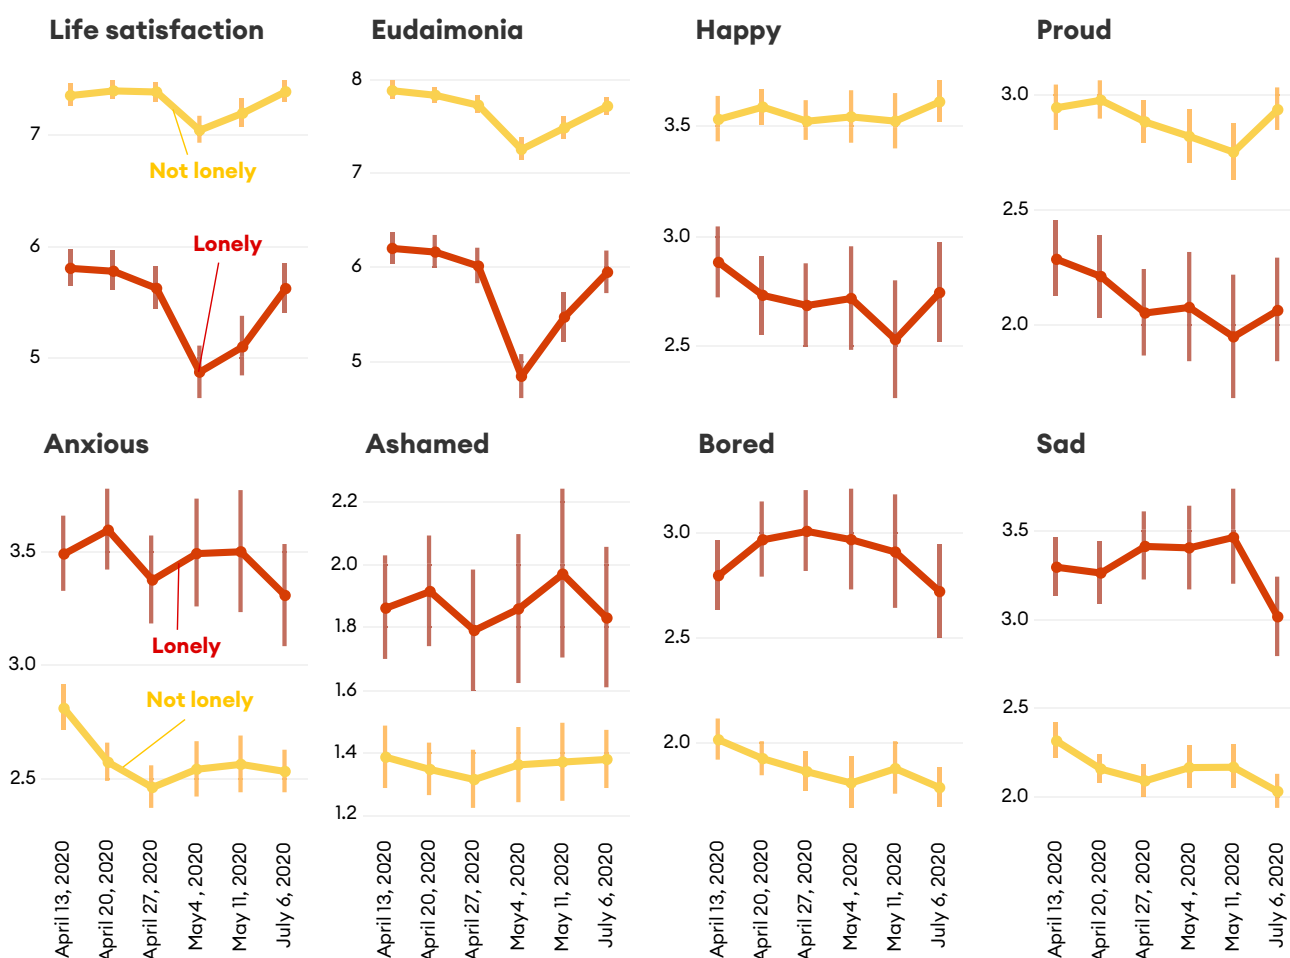 Life satisfaction
7
6
5
Not lonely
Lonely
Eudaimonia
8
7
6
5
Happy
3.5
3.0
2.5
Proud
3.0
2.5
2.0
Anxious
3.5
3.0
2.5
Lonely
Not lonely
Ashamed
2.2
2.0
1.8
1.6
1.4
1.2
Bored
3.0
2.5
2.0
Sad
3.5
3.0
2.5
2.0
April 13, 2020
April 20, 2020
April 27, 2020
May4 , 2020
May 11, 2020
July 6, 2020
April 13, 2020
April 20, 2020
April 27, 2020
May4 , 2020
May 11, 2020
July 6, 2020
April 13, 2020
April 20, 2020
April 27, 2020
May4 , 2020
May 11, 2020
July 6, 2020
April 13, 2020
April 20, 2020
April 27, 2020
May4 , 2020
May 11, 2020
July 6, 2020